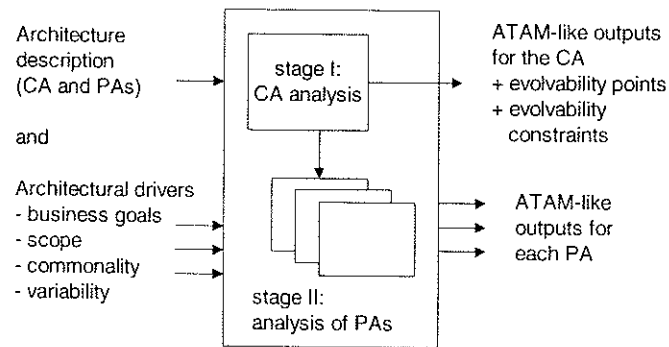 Architecture
description
(CA and PAs)
and
Architectural drivers
- business goals
- scope
- commonality
- variability
stage I:
CA analysis
stage II:
analysis of PAs
ATAM-like outputs
for the CA
+ evolvability points
+ evolvability
constraints
ATAM-like
outputs for
each PA